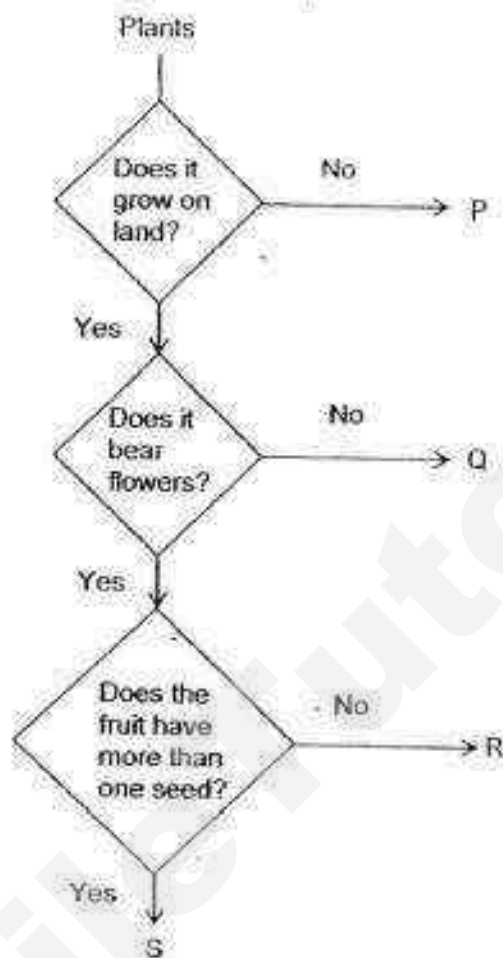 Plants
Does it
grow on
land?
No
P
Yes
Does it
bear
flowers?
No
Q
Yes
Does the
fruit have
more than
one seed?
No
R
Yes
S